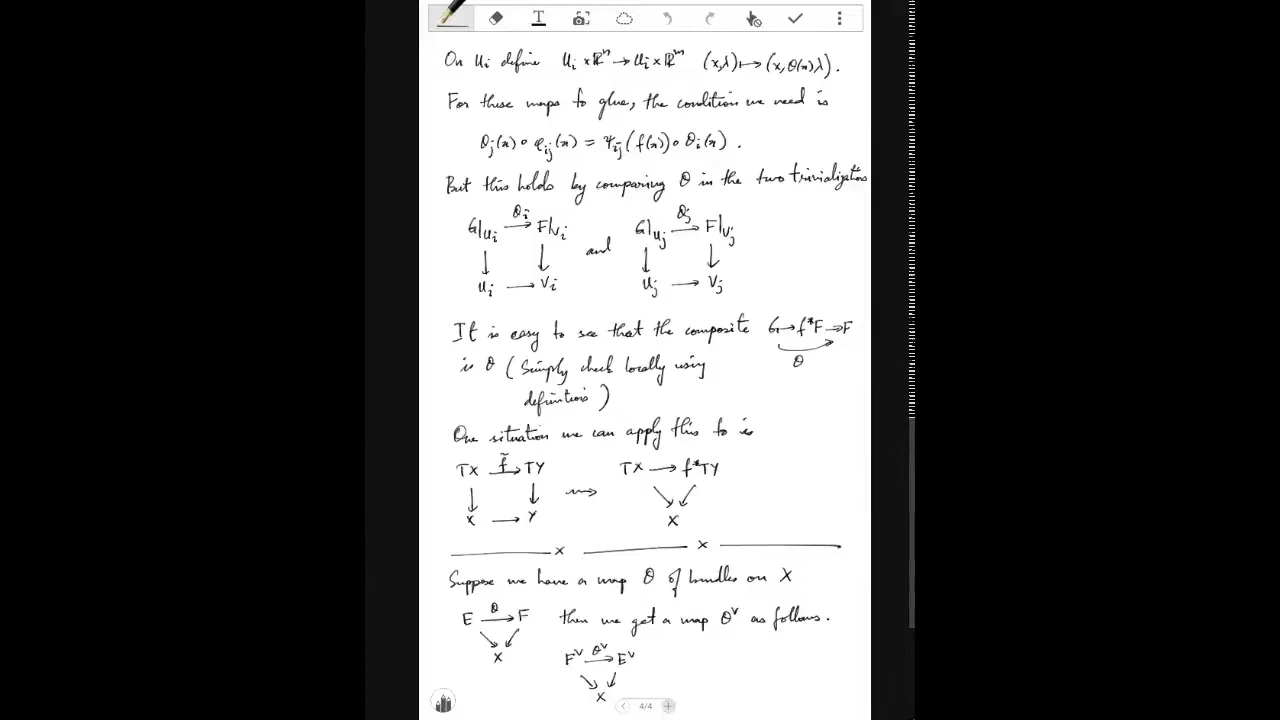 T
On Ui define Ui × ℝⁿ → Ui × ℝᵐ (x,λ) ↦ (x, θ(x)λ).
For these maps to glue, the condition we need is
θj(x) ∘ φij(x) = ψij(f(x)) ∘ θi(x).
But this holds by comparing θ in the two trivializations
G|Ui →θi F|Vi and G|Uj →θj F|Vj
↓ ↓ ↓ ↓
Ui → Vi Uj → Vj
It is easy to see that the composite G → f*F → F
is θ (Simply check locally using θ
definitions)
One situation we can apply this to is
TX →f̃ TY TX → f*TY
↓ ↓ ⇝ ↘ ↙
X → Y X
x x
Suppose we have a map θ of bundles on X
E →θ F then we get a map θ^∨ as follows.
↘ ↙
X F^∨ →θ^∨ E^∨
↘ ↙
X
4/4